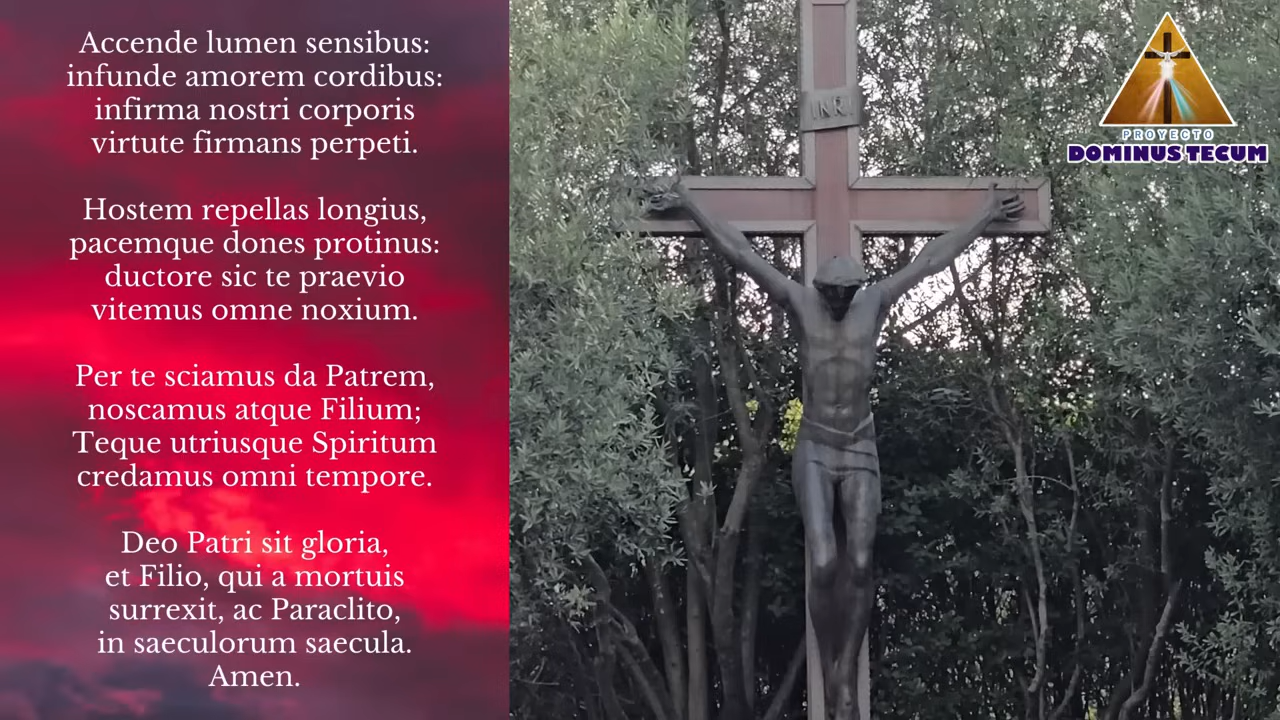 Accende lumen sensibus:
infunde amorem cordibus:
infirma nostri corporis
virtute firmans perpeti.
Hostem repellas longius,
pacemque dones protinus:
ductore sic te praevio
vitemus omne noxium.
Per te sciamus da Patrem,
noscamus atque Filium;
Teque utriusque Spiritum
credamus omni tempore.
Deo Patri sit gloria,
et Filio, qui a mortuis
surrexit, ac Paraclito,
in saeculorum saecula.
Amen.
INRI
PROYECTO
DOMINUS TECUM